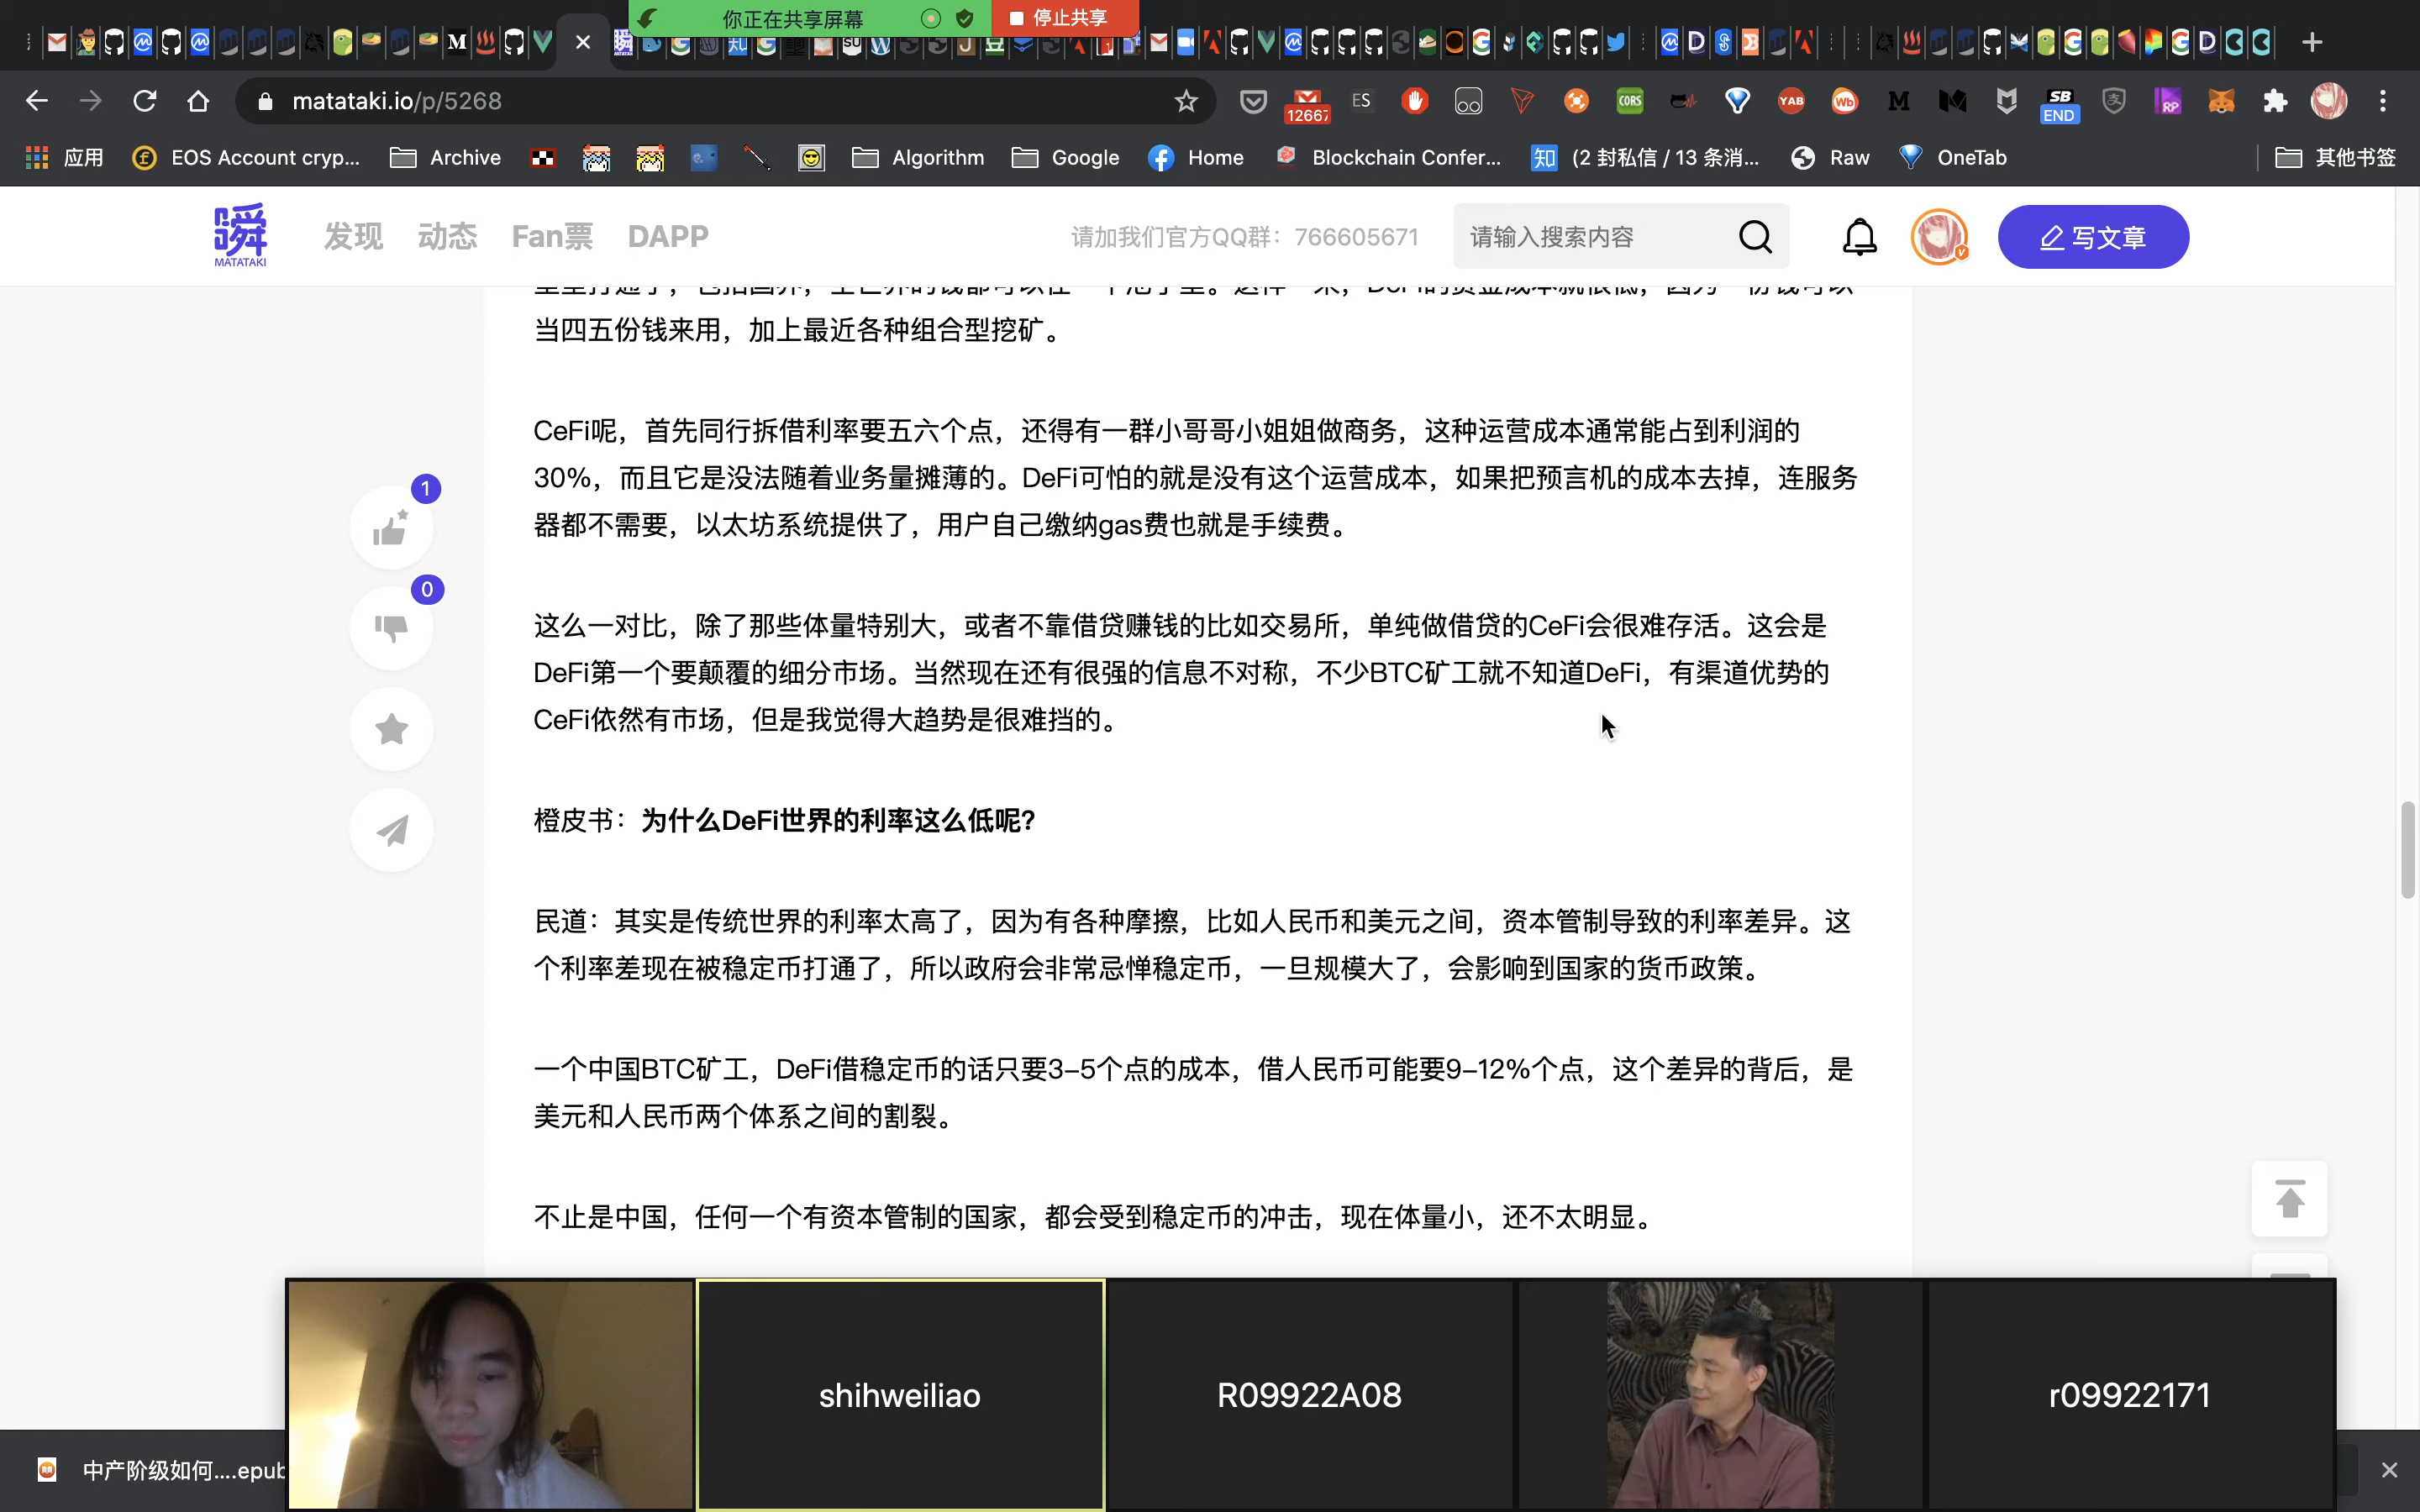 你正在共享屏幕
停止共享
matataki.io/p/5268
12667
ES
CORS
YAB
Wb
SB
END
RP
应用
EOS Account cryp...
Archive
Algorithm
Google
Home
Blockchain Confer...
知
(2 封私信 / 13 条消...
Raw
OneTab
其他书签
瞬
MATATAKI
发现
动态
Fan票
DAPP
请加我们官方QQ群：766605671
请输入搜索内容
写文章
当四五份钱来用，加上最近各种组合型挖矿。
CeFi呢，首先同行拆借利率要五六个点，还得有一群小哥哥小姐姐做商务，这种运营成本通常能占到利润的
30%，而且它是没法随着业务量摊薄的。DeFi可怕的就是没有这个运营成本，如果把预言机的成本去掉，连服务
器都不需要，以太坊系统提供了，用户自己缴纳gas费也就是手续费。
1
0
这么一对比，除了那些体量特别大，或者不靠借贷赚钱的比如交易所，单纯做借贷的CeFi会很难存活。这会是
DeFi第一个要颠覆的细分市场。当然现在还有很强的信息不对称，不少BTC矿工就不知道DeFi，有渠道优势的
CeFi依然有市场，但是我觉得大趋势是很难挡的。
橙皮书：为什么DeFi世界的利率这么低呢？
民道：其实是传统世界的利率太高了，因为有各种摩擦，比如人民币和美元之间，资本管制导致的利率差异。这
个利率差现在被稳定币打通了，所以政府会非常忌惮稳定币，一旦规模大了，会影响到国家的货币政策。
一个中国BTC矿工，DeFi借稳定币的话只要3–5个点的成本，借人民币可能要9–12%个点，这个差异的背后，是
美元和人民币两个体系之间的割裂。
不止是中国，任何一个有资本管制的国家，都会受到稳定币的冲击，现在体量小，还不太明显。
shihweiliao
R09922A08
r09922171
中产阶级如何....epub